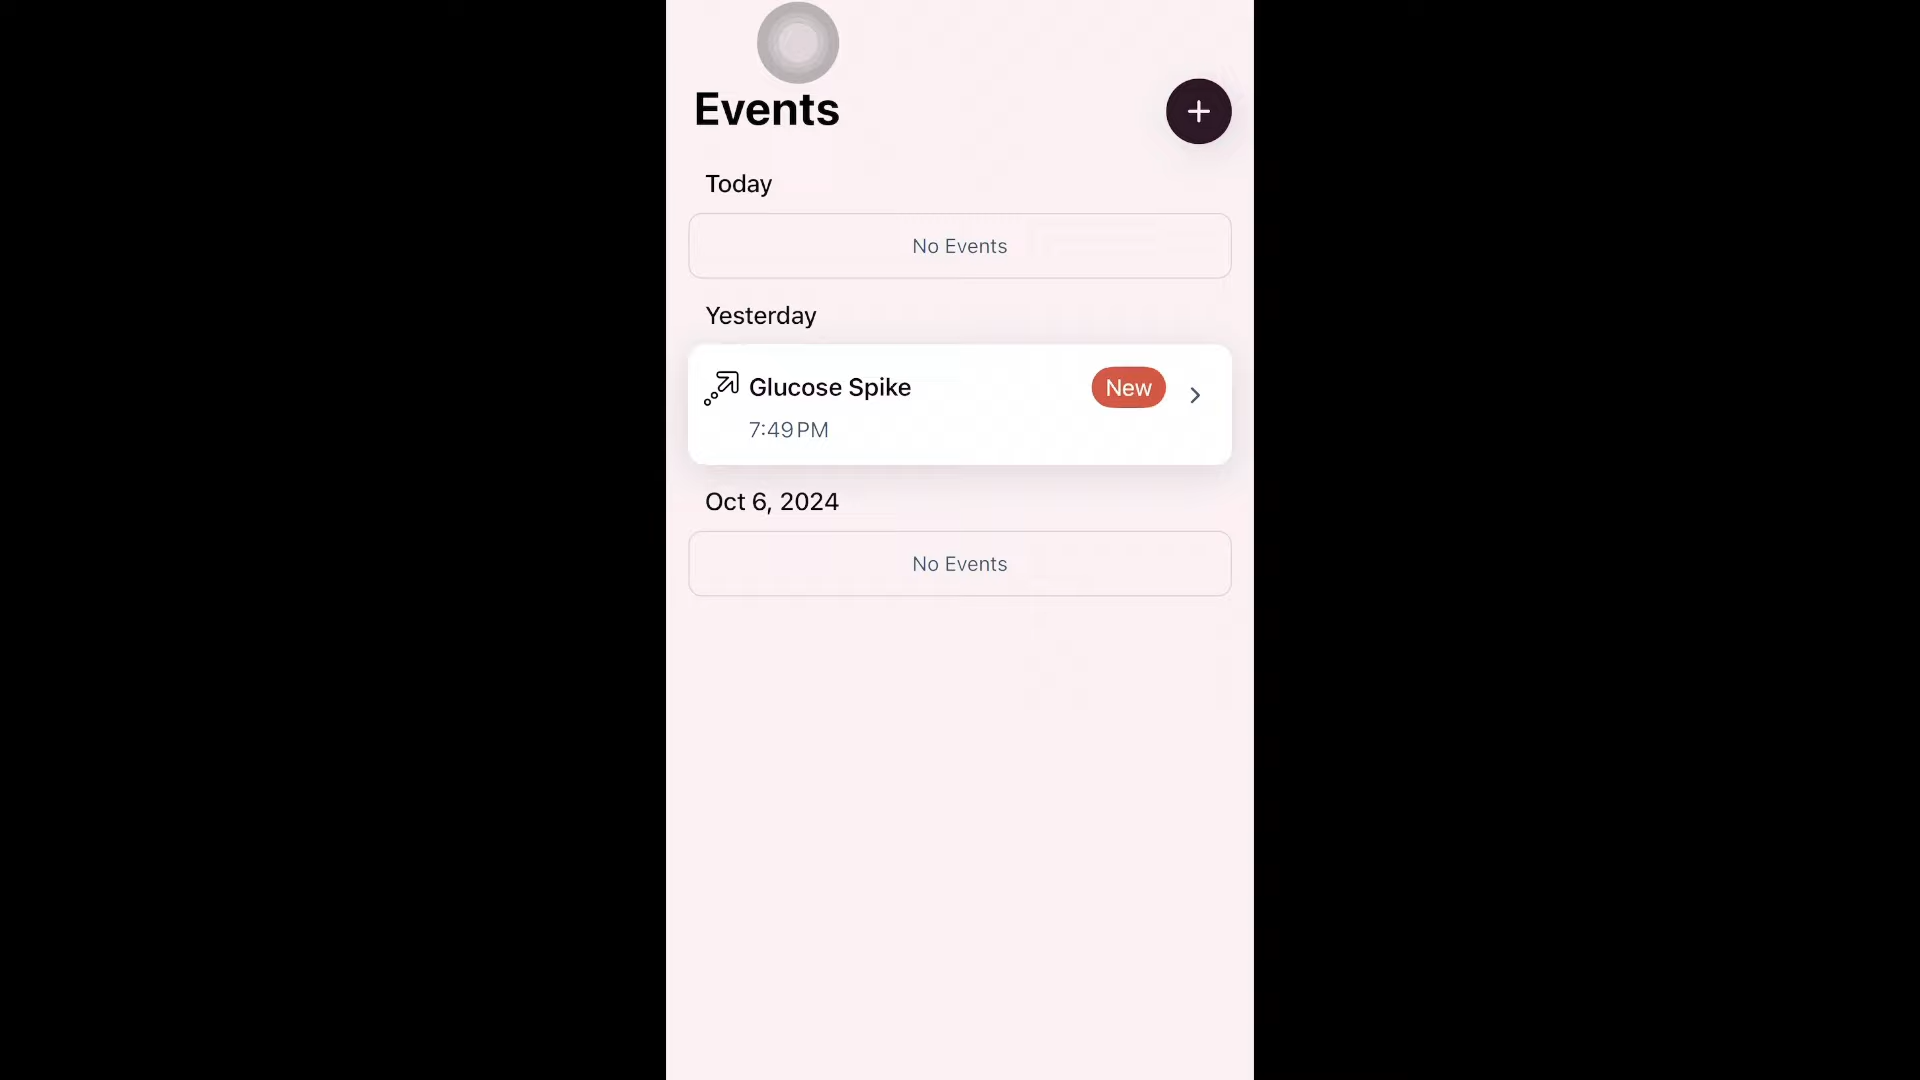 Events
Today
No Events
Yesterday
Glucose Spike
New
7:49 PM
Oct 6, 2024
No Events